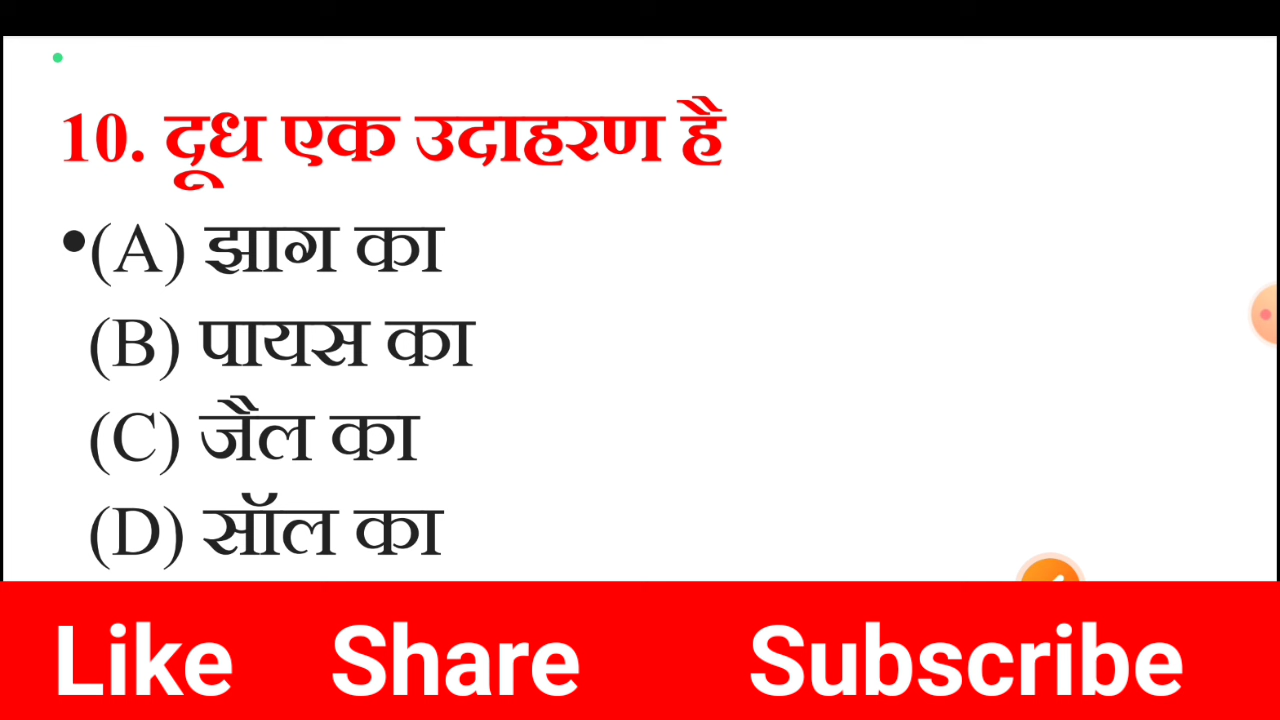 10. दूध एक उदाहरण है
•(A) झाग का
(B) पायस का
(C) जैल का
(D) सॉल का
Like Share Subscribe